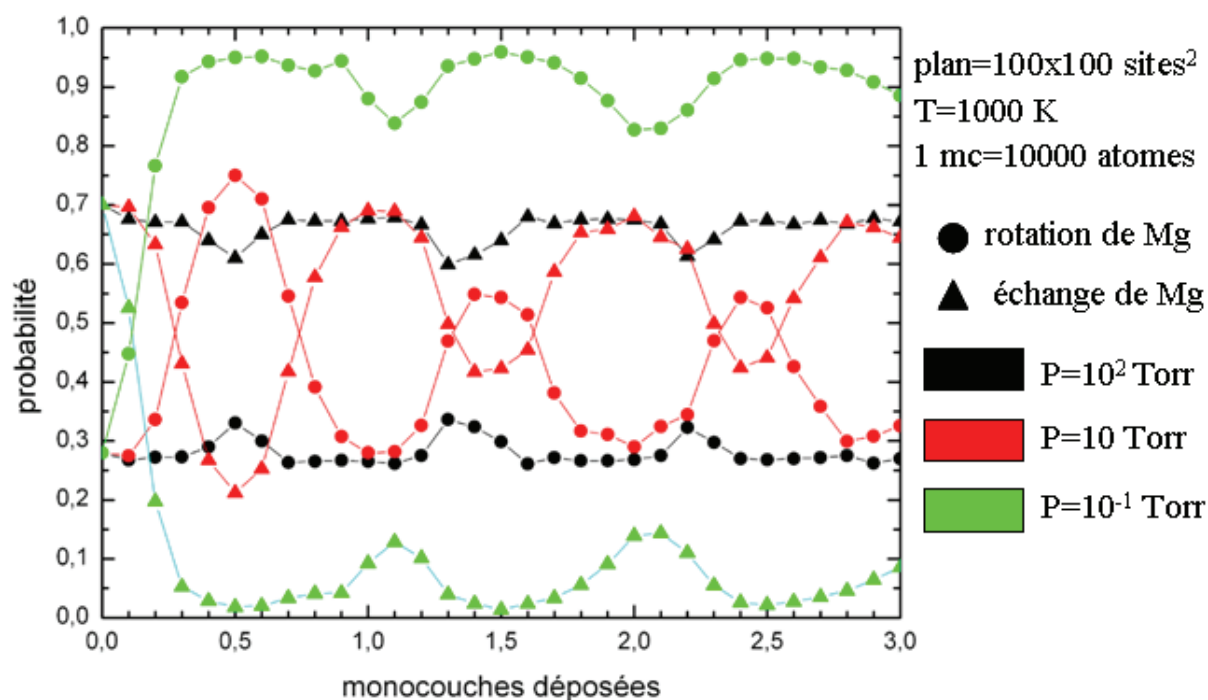 1,0
0,9
0,8
0,7
0,6
0,5
0,4
0,3
0,2
0,1
0,0
probabilité
0,0 0,5 1,0 1,5 2,0 2,5 3,0
monocouches déposées
plan=100x100 sites²
T=1000 K
1 mc=10000 atomes
rotation de Mg
échange de Mg
P=10² Torr
P=10 Torr
P=10⁻¹ Torr